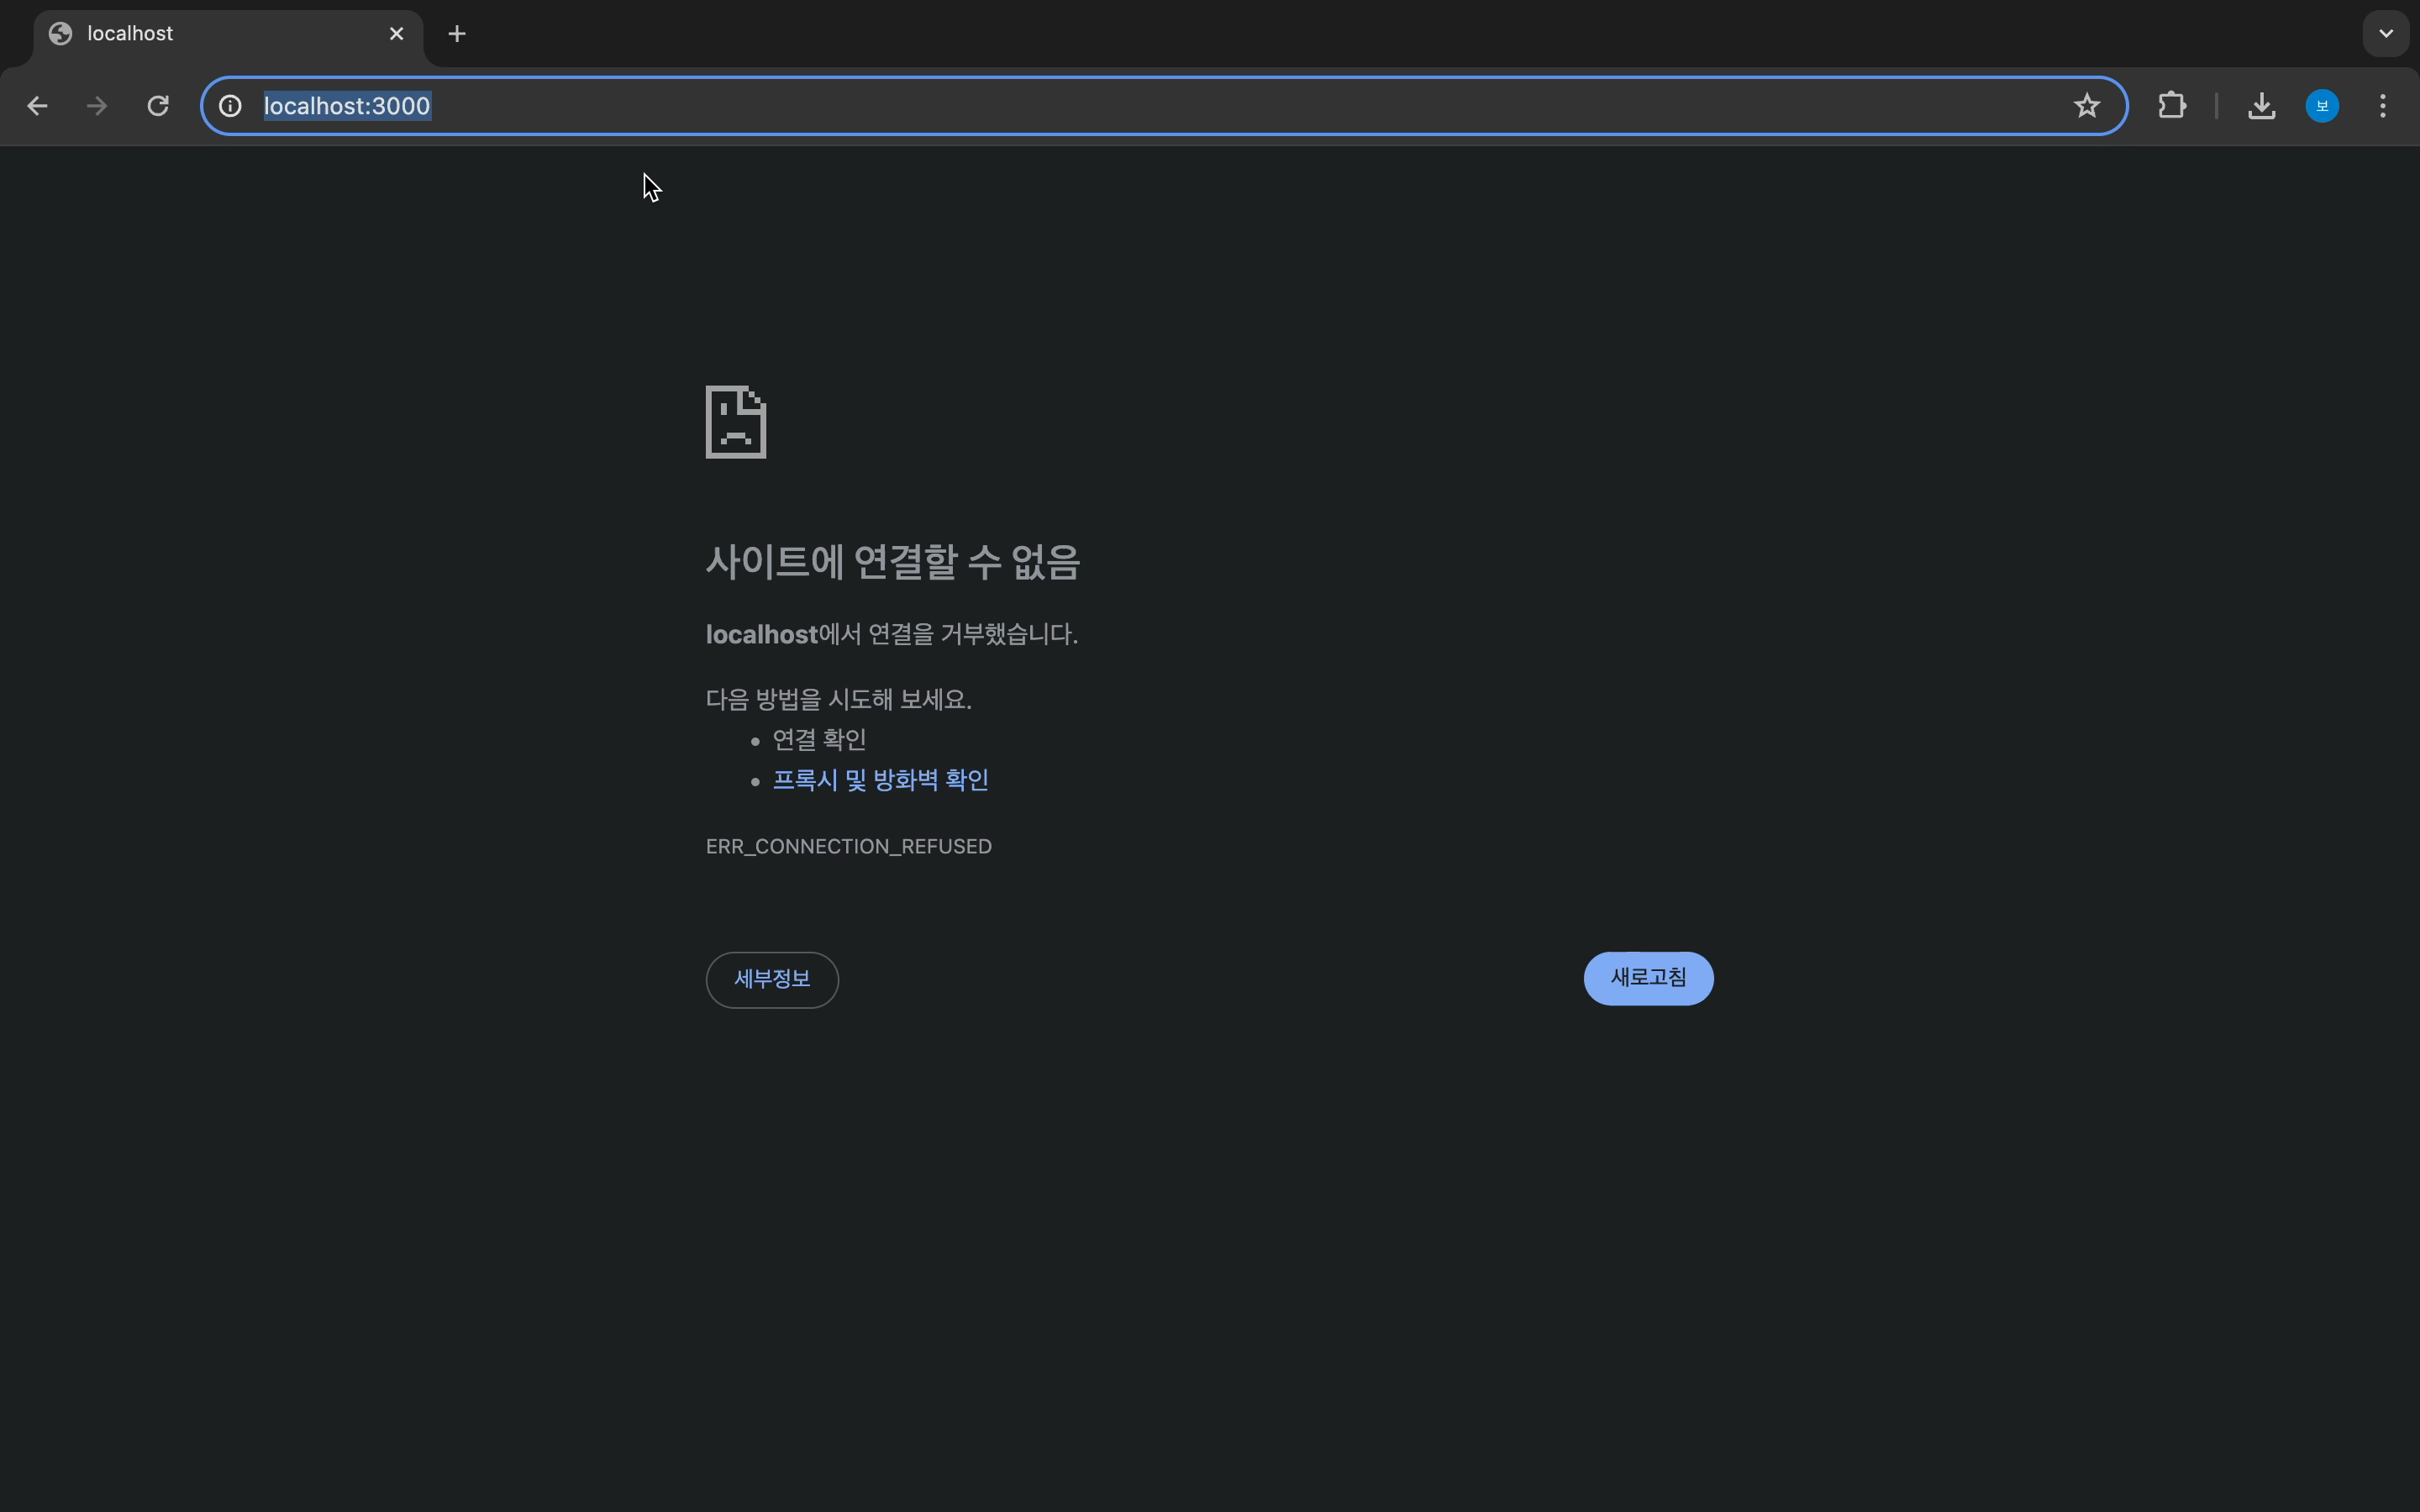 localhost
localhost:3000
보
사이트에 연결할 수 없음
localhost에서 연결을 거부했습니다.
다음 방법을 시도해 보세요.
• 연결 확인
• 프록시 및 방화벽 확인
ERR_CONNECTION_REFUSED
세부정보
새로고침